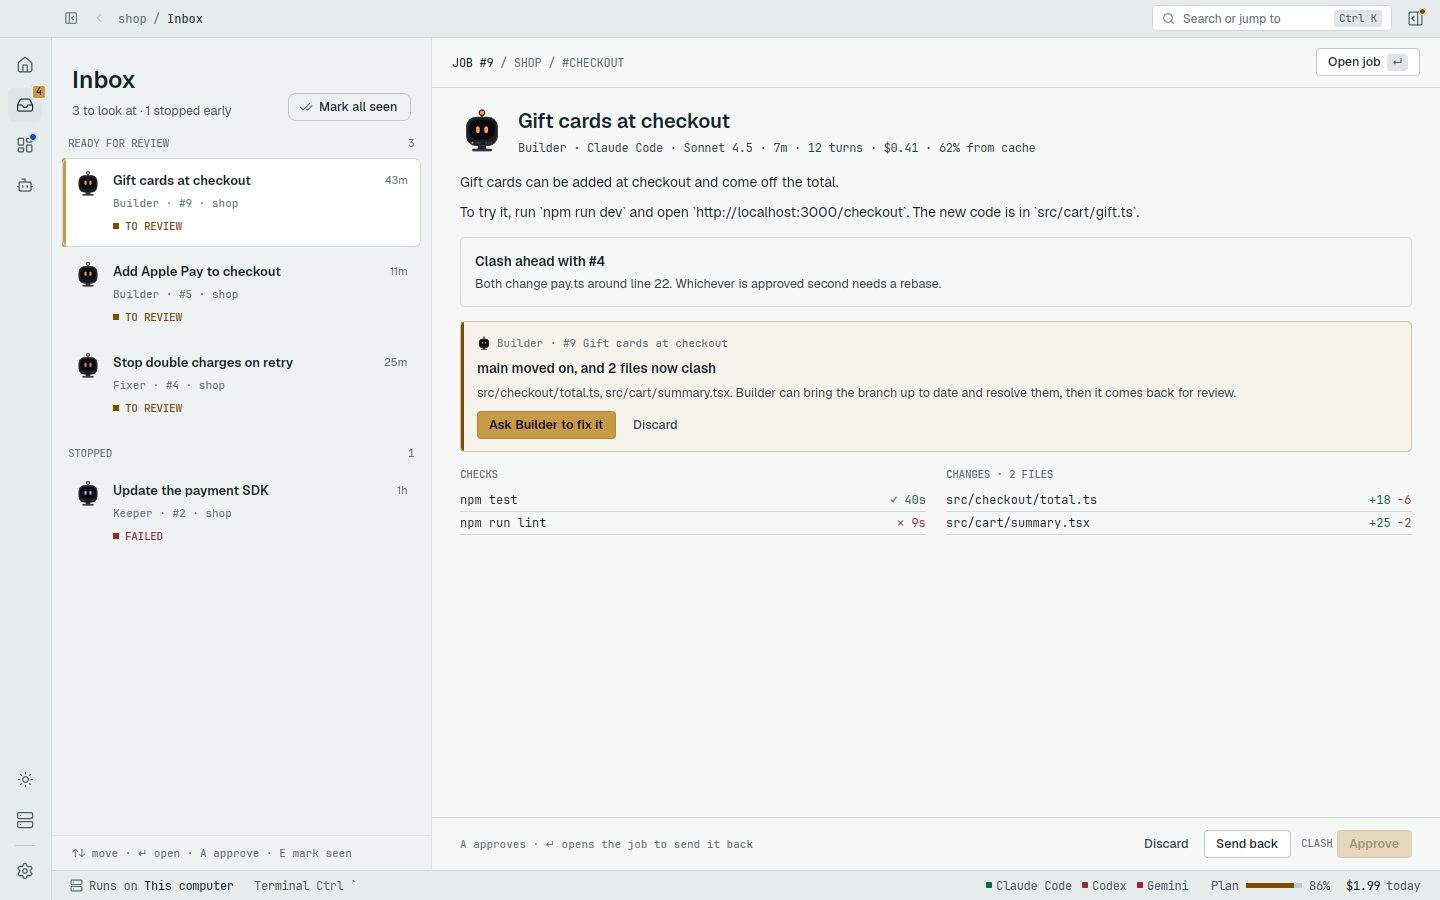 shop / Inbox
Search or jump to
Ctrl K
4
Inbox
3 to look at · 1 stopped early
Mark all seen
READY FOR REVIEW
3
Gift cards at checkout
43m
Builder · #9 · shop
TO REVIEW
Add Apple Pay to checkout
11m
Builder · #5 · shop
TO REVIEW
Stop double charges on retry
25m
Fixer · #4 · shop
TO REVIEW
STOPPED
1
Update the payment SDK
1h
Keeper · #2 · shop
FAILED
↑↓ move · ↵ open · A approve · E mark seen
JOB #9 / SHOP / #CHECKOUT
Open job ↵
Gift cards at checkout
Builder · Claude Code · Sonnet 4.5 · 7m · 12 turns · $0.41 · 62% from cache
Gift cards can be added at checkout and come off the total.
To try it, run `npm run dev` and open `http://localhost:3000/checkout`. The new code is in `src/cart/gift.ts`.
Clash ahead with #4
Both change pay.ts around line 22. Whichever is approved second needs a rebase.
Builder · #9 Gift cards at checkout
main moved on, and 2 files now clash
src/checkout/total.ts, src/cart/summary.tsx. Builder can bring the branch up to date and resolve them, then it comes back for review.
Ask Builder to fix it
Discard
CHECKS
npm test
✓ 40s
npm run lint
× 9s
CHANGES · 2 FILES
src/checkout/total.ts
+18 -6
src/cart/summary.tsx
+25 -2
A approves · ↵ opens the job to send it back
Discard
Send back
CLASH
Approve
Runs on This computer
Terminal Ctrl `
Claude Code
Codex
Gemini
Plan
86%
$1.99 today